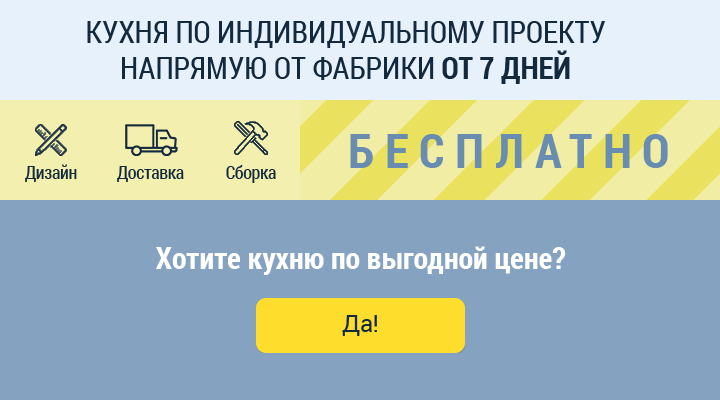 КУХНЯ ПО ИНДИВИДУАЛЬНОМУ ПРОЕКТУ
НАПРЯМУЮ ОТ ФАБРИКИ ОТ 7 ДНЕЙ
Дизайн Доставка Сборка
БЕСПЛАТНО
Хотите кухню по выгодной цене?
Да!